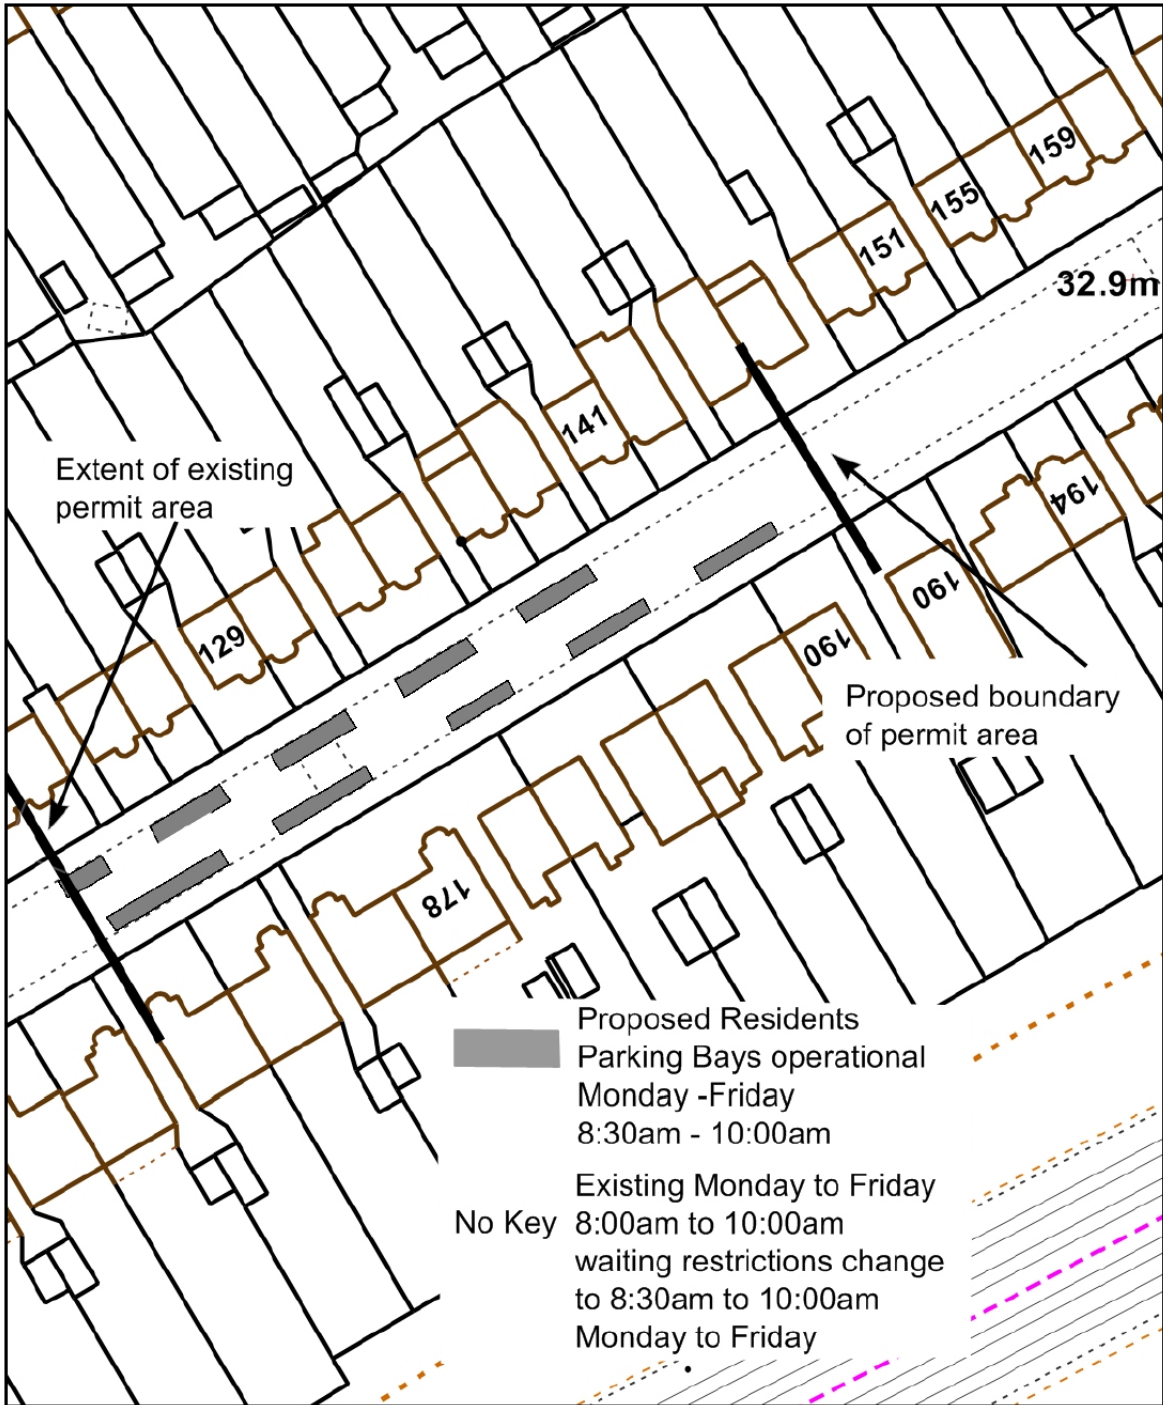 159
155
151
32.9m
141
Extent of existing
permit area
194
190
129
190
Proposed boundary
of permit area
178
Proposed Residents
Parking Bays operational
Monday -Friday
8:30am - 10:00am
No Key
Existing Monday to Friday
8:00am to 10:00am
waiting restrictions change
to 8:30am to 10:00am
Monday to Friday